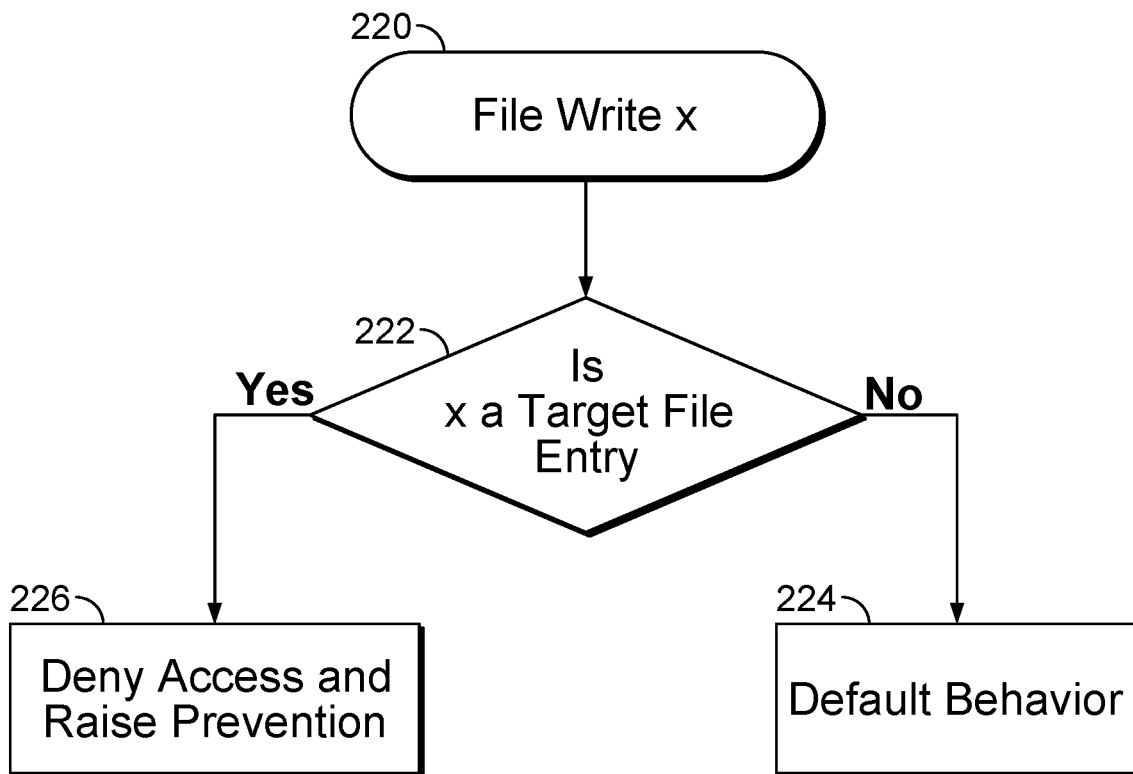 220
File Write x
222
Is
x a Target File
Entry
Yes
No
226
Deny Access and
Raise Prevention
224
Default Behavior